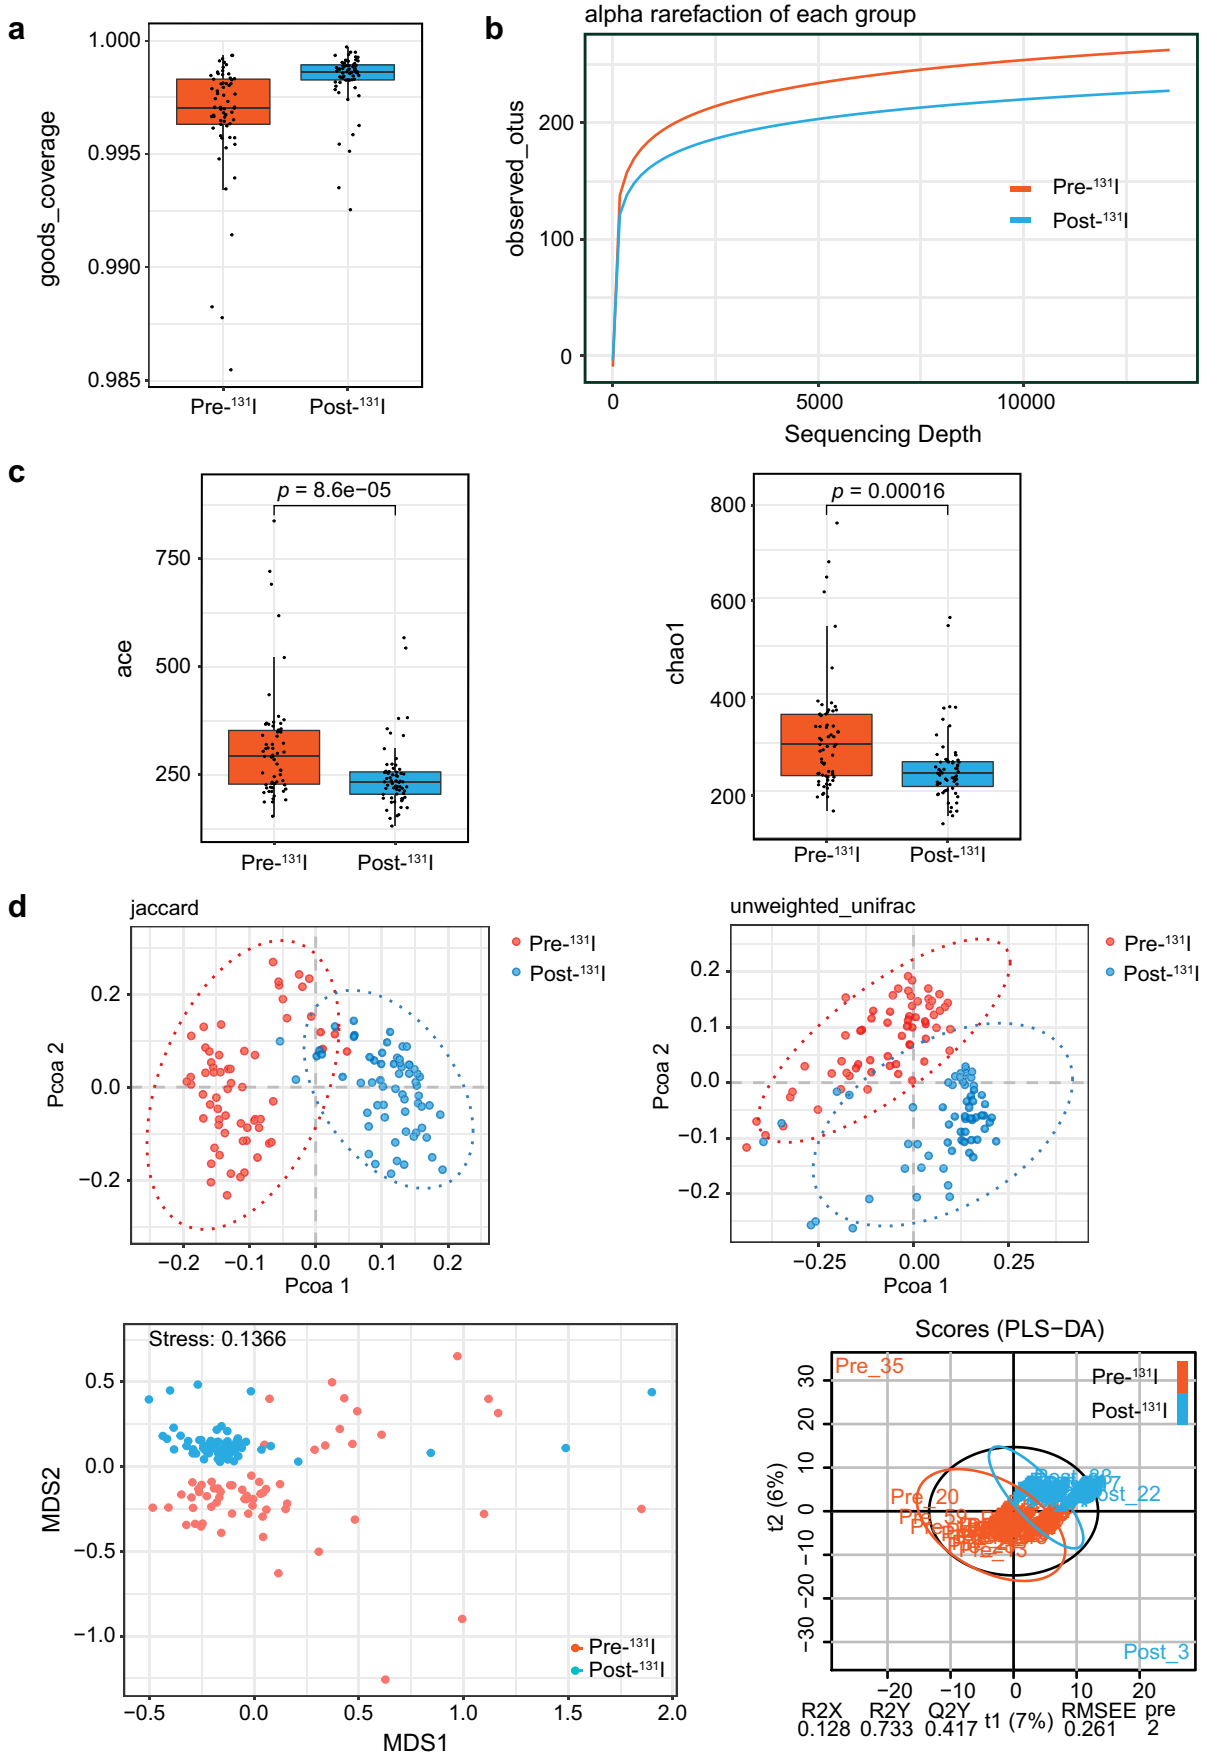 a
1.000
0.995
0.990
0.985
goods_coverage
Pre-¹³¹I
Post-¹³¹I
b
alpha rarefaction of each group
200
100
0
observed_otus
Pre-¹³¹I
Post-¹³¹I
0
5000
10000
Sequencing Depth
c
p = 8.6e−05
750
500
250
ace
Pre-¹³¹I
Post-¹³¹I
p = 0.00016
800
600
400
200
chao1
Pre-¹³¹I
Post-¹³¹I
d
jaccard
Pre-¹³¹I
Post-¹³¹I
0.2
0.0
−0.2
Pcoa 2
−0.2
−0.1
0.0
0.1
0.2
Pcoa 1
unweighted_unifrac
Pre-¹³¹I
Post-¹³¹I
0.2
0.1
0.0
−0.1
−0.2
Pcoa 2
−0.25
0.00
0.25
Pcoa 1
Stress: 0.1366
0.5
0.0
−0.5
−1.0
MDS2
Pre-¹³¹I
Post-¹³¹I
−0.5
0.0
0.5
1.0
1.5
2.0
MDS1
Scores (PLS−DA)
Pre_35
Pre-¹³¹I
Post-¹³¹I
30
20
10
0
−10
−20
−30
t2 (6%)
Pre_20
Post_22
Post_3
−20
−10
0
10
20
R2X
R2Y
Q2Y
t1 (7%)
RMSEE
pre
0.128
0.733
0.417
0.261
2